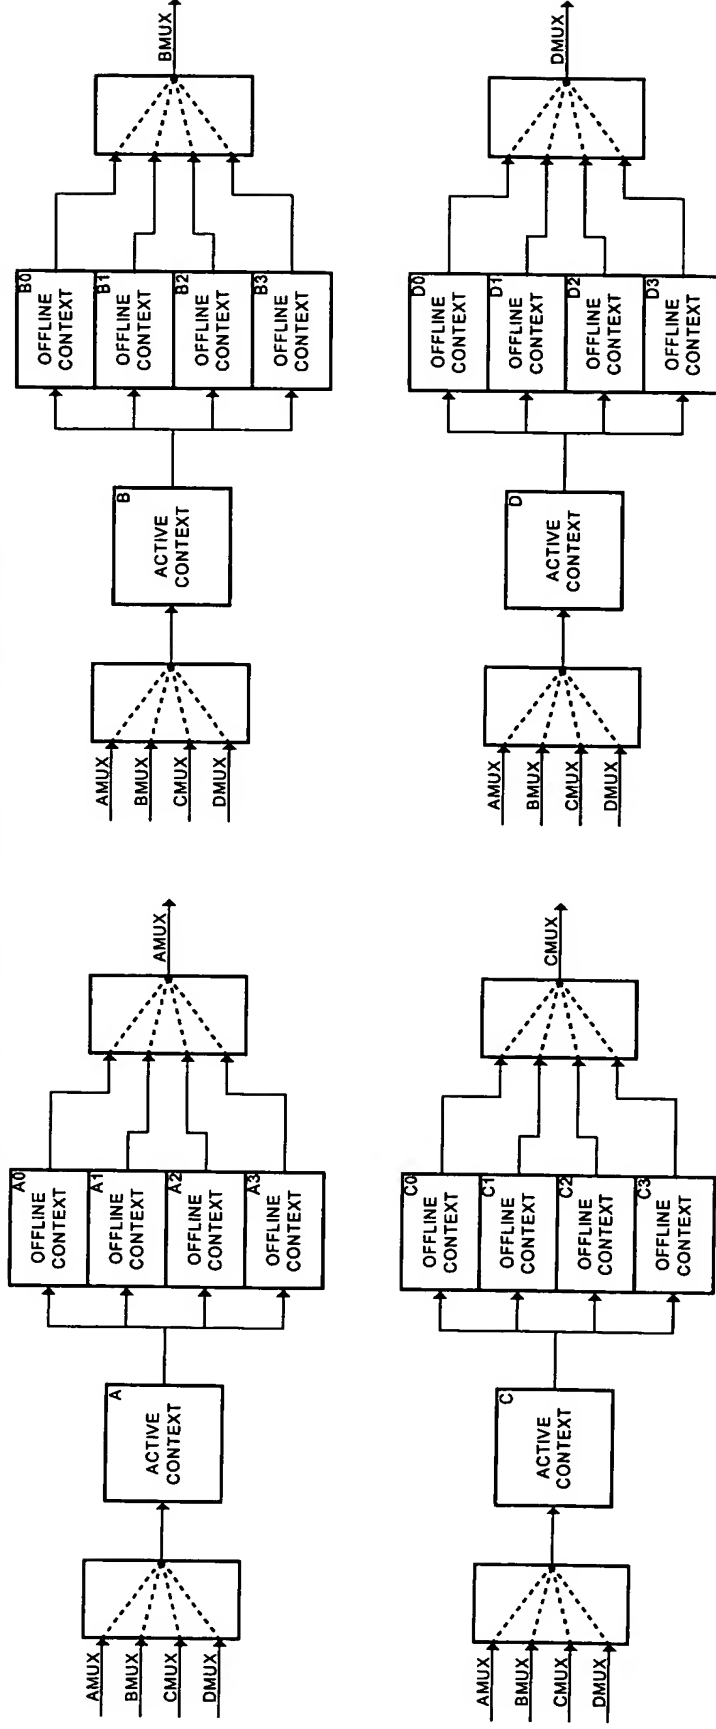 AMUX
BMUX
CMUX
DMUX
A
ACTIVE
CONTEXT
A0
OFFLINE
CONTEXT
A1
OFFLINE
CONTEXT
A2
OFFLINE
CONTEXT
A3
OFFLINE
CONTEXT
AMUX
AMUX
BMUX
CMUX
DMUX
B
ACTIVE
CONTEXT
B0
OFFLINE
CONTEXT
B1
OFFLINE
CONTEXT
B2
OFFLINE
CONTEXT
B3
OFFLINE
CONTEXT
BMUX
AMUX
BMUX
CMUX
DMUX
C
ACTIVE
CONTEXT
C0
OFFLINE
CONTEXT
C1
OFFLINE
CONTEXT
C2
OFFLINE
CONTEXT
C3
OFFLINE
CONTEXT
CMUX
AMUX
BMUX
CMUX
DMUX
D
ACTIVE
CONTEXT
D0
OFFLINE
CONTEXT
D1
OFFLINE
CONTEXT
D2
OFFLINE
CONTEXT
D3
OFFLINE
CONTEXT
DMUX